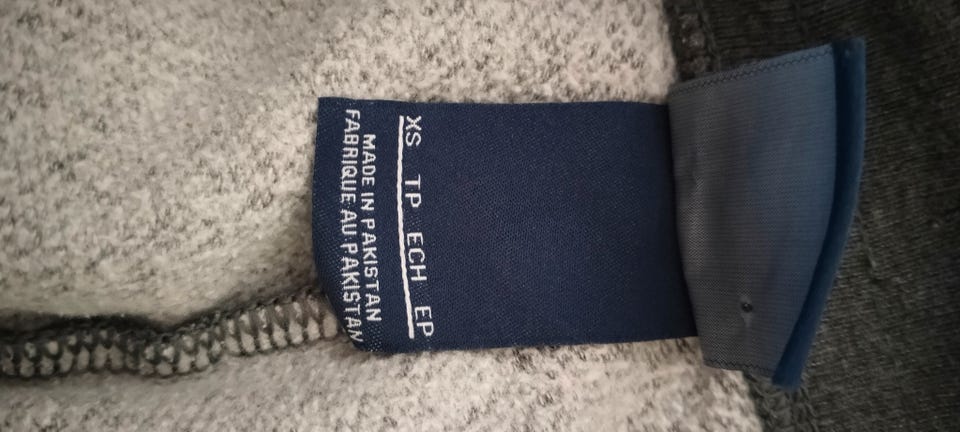 XS TP ECH EP
MADE IN PAKISTAN
FABRIQUE AU PAKISTAN